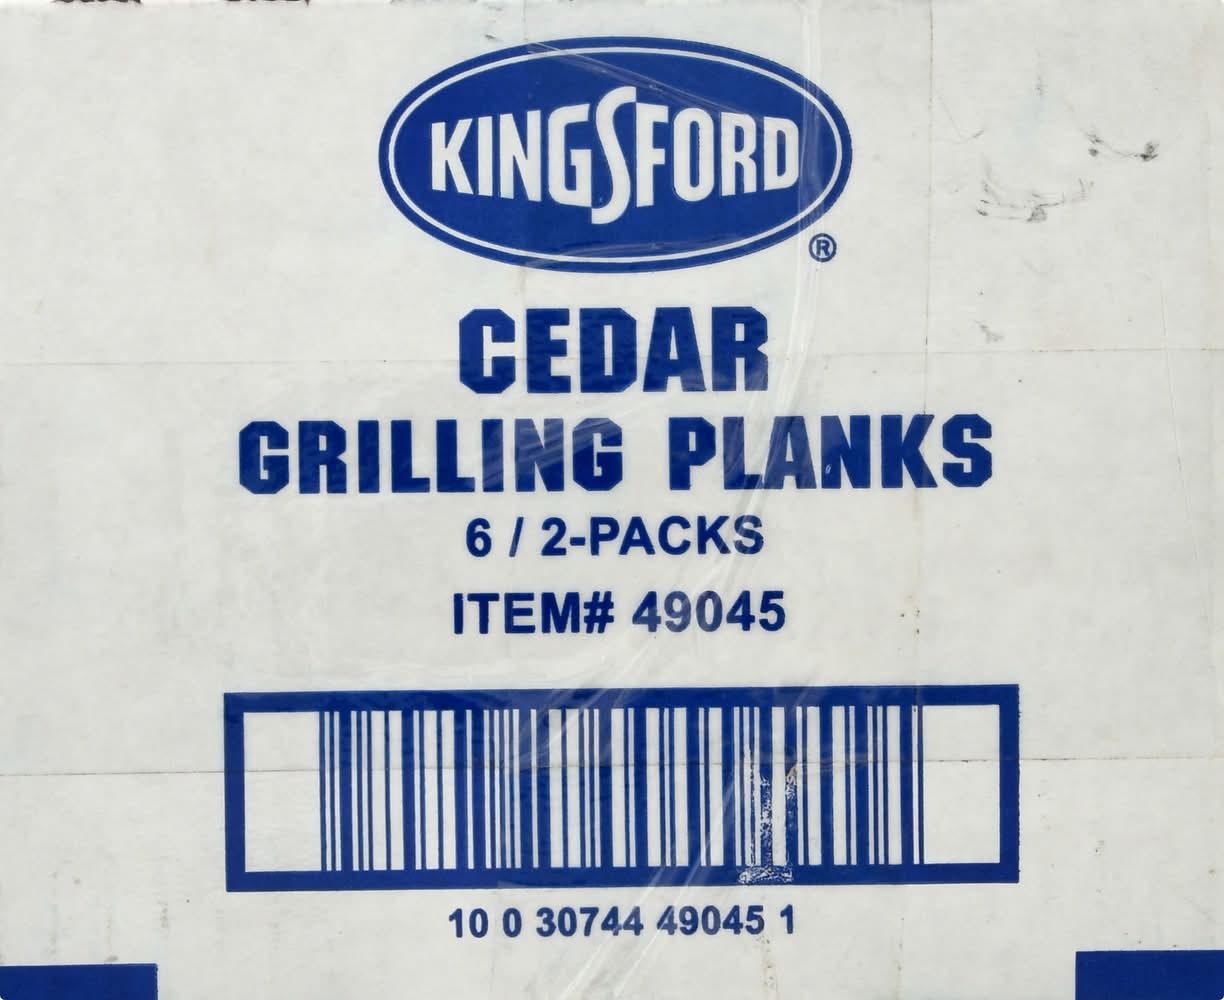 KINGSFORD
®
CEDAR
GRILLING PLANKS
6 / 2-PACKS
ITEM# 49045
10 0 30744 49045 1